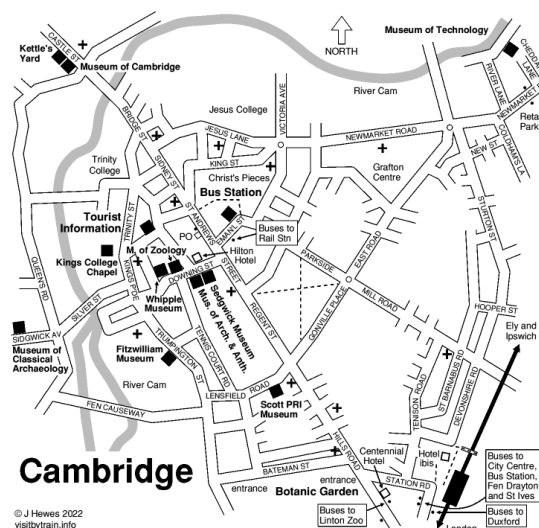 Museum of Technology
CASTLE ST
Kettle's
Yard
Museum of Cambridge
NORTH
River Cam
CHEDDARS
LANE
RIVER LANE
NEWMARKET R
Retail
Park
COLDHAM'S LA
NEW ST
BRIDGE ST
Jesus College
VICTORIA AVE
JESUS LANE
NEWMARKET ROAD
Trinity
College
SIDNEY ST
KING ST
Christ's Pieces
Grafton
Centre
Bus Station
STURTON ST
Tourist
Information
TRINITY ST
ST ANDREWS
STREET
EMAN'L ST
PO
Buses to
Rail Stn
M. of Zoology
Hilton
Hotel
PARKSIDE
EAST ROAD
Kings College
Chapel
KINGS PDE
DOWNING ST
Whipple
Museum
Sedgwick Museum
Mus. of Arch. & Anth.
REGENT ST
GONVILLE PLACE
MILL ROAD
HOOPER ST
QUEEN'S RD
SILVER ST
SIDGWICK AV
Museum of
Classical
Archaeology
Fitzwilliam
Museum
TRUMPINGTON
ST
TENNIS COURT RD
River Cam
LENSFIELD
ROAD
Scott PRI
Museum
FEN CAUSEWAY
Ely and
Ipswich
ST BARNABUS RD
DEVONSHIRE RD
TENISON ROAD
HILLS ROAD
Centennial
Hotel
Hotel
ibis
Buses to
City Centre,
Bus Station,
Fen Drayton
and St Ives
Cambridge
BATEMAN ST
STATION RD
entrance
entrance
Botanic Garden
Buses to
Linton Zoo
Buses to
Duxford
London
© J Hewes 2022
visitbytrain.info